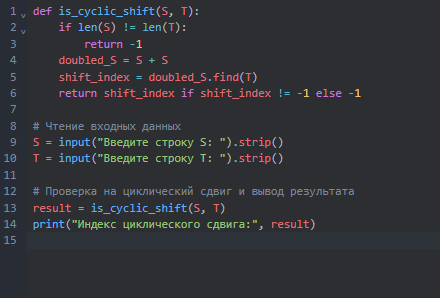 1 def is_cyclic_shift(S, T):
2 if len(S) != len(T):
3 return -1
4 doubled_S = S + S
5 shift_index = doubled_S.find(T)
6 return shift_index if shift_index != -1 else -1
7
8 # Чтение входных данных
9 S = input("Введите строку S: ").strip()
10 T = input("Введите строку T: ").strip()
11
12 # Проверка на циклический сдвиг и вывод результата
13 result = is_cyclic_shift(S, T)
14 print("Индекс циклического сдвига:", result)
15